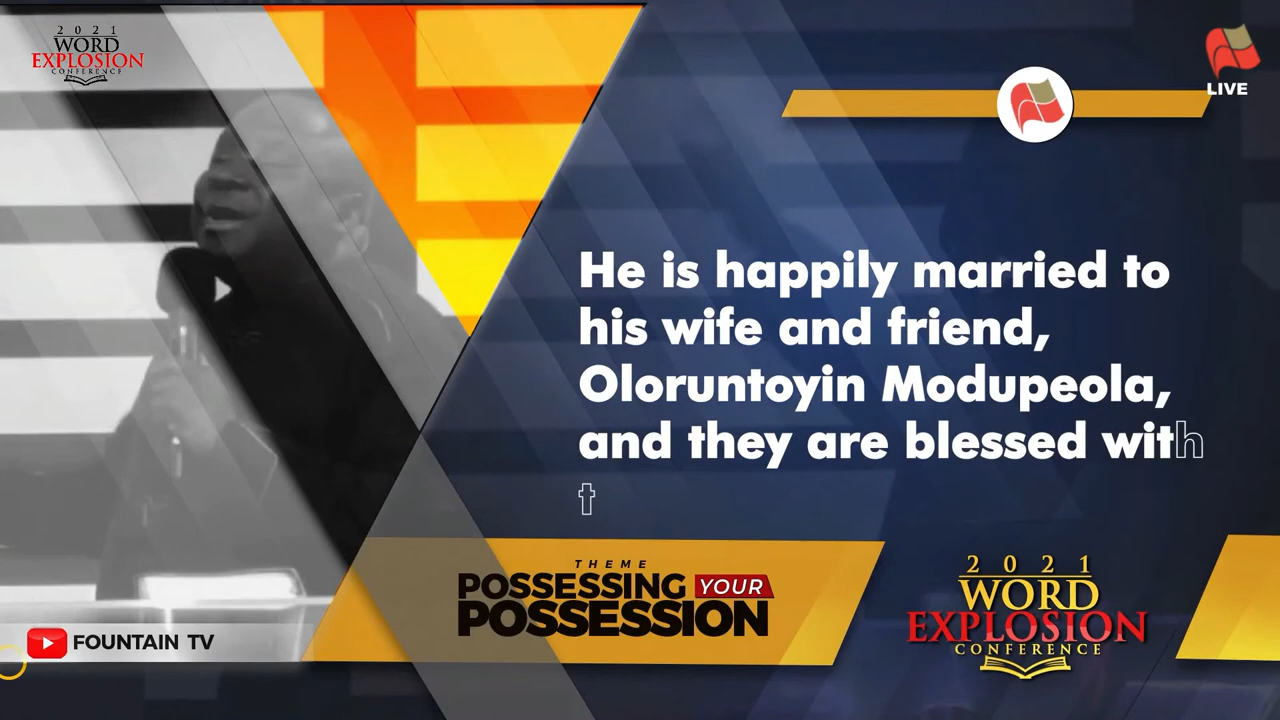 2021
WORD
EXPLOSION
CONFERENCE
LIVE
He is happily married to
his wife and friend,
Oloruntoyin Modupeola,
and they are blessed with
t
THEME
POSSESSING YOUR
POSSESSION
2021
WORD
EXPLOSION
CONFERENCE
FOUNTAIN TV